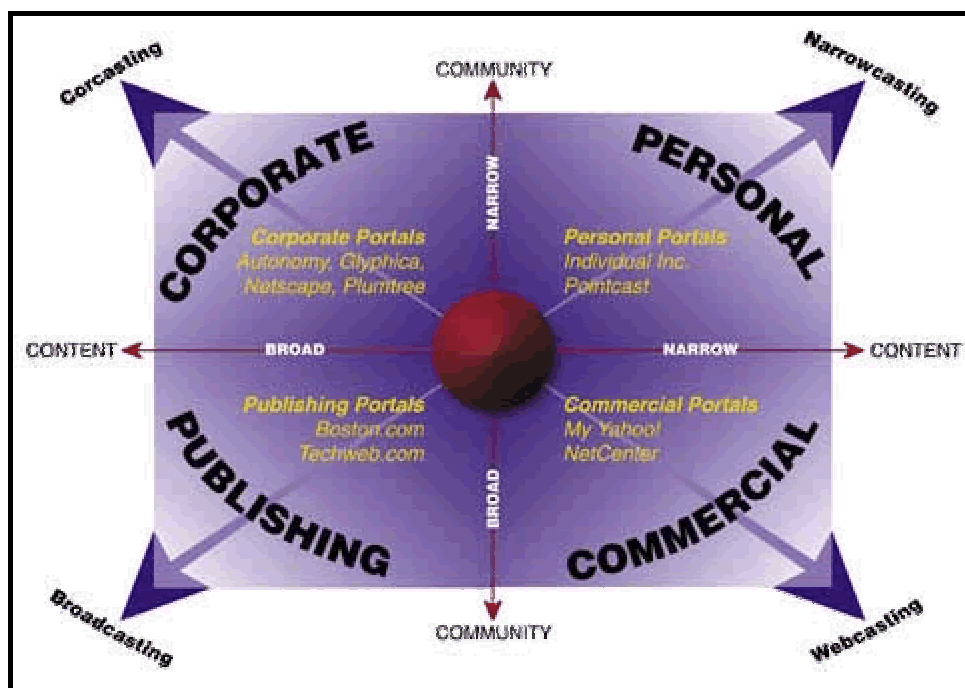 Corcasting
Narrowcasting
COMMUNITY
CORPORATE
PERSONAL
NARROW
Corporate Portals
Autonomy, Glyphica,
Netscape, Plumtree
Personal Portals
Individual Inc.
Pointcast
CONTENT
BROAD
NARROW
CONTENT
Publishing Portals
Boston.com
Techweb.com
Commercial Portals
My Yahoo!
NetCenter
BROAD
PUBLISHING
COMMERCIAL
Broadcasting
COMMUNITY
Webcasting